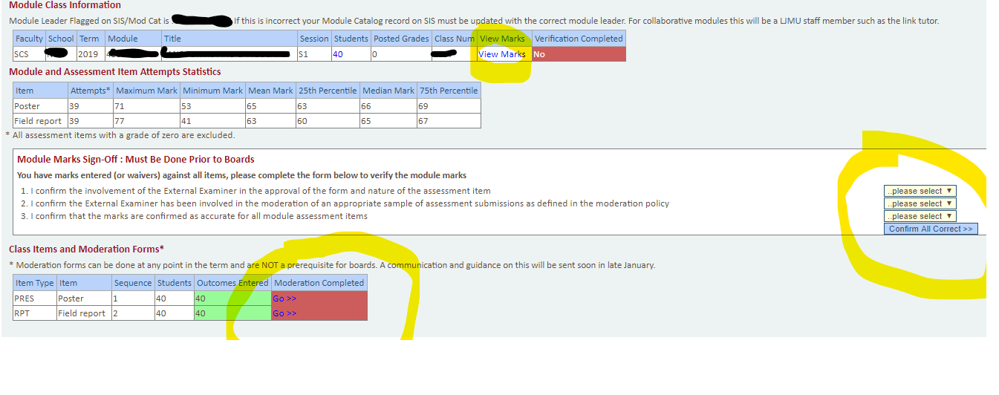 Module Class Information
Module Leader Flagged on SIS/Mod Cat is If this is incorrect your Module Catalog record on SIS must be updated with the correct module leader. For collaborative modules this will be a LJMU staff member such as the link tutor.
Faculty School Term Module Title Session Students Posted Grades Class Num View Marks Verification Completed
SCS 2019 S1 40 0 View Marks No
Module and Assessment Item Attempts Statistics
Item Attempts* Maximum Mark Minimum Mark Mean Mark 25th Percentile Median Mark 75th Percentile
Poster 39 71 53 65 63 66 69
Field report 39 77 41 63 60 65 67
* All assessment items with a grade of zero are excluded.
Module Marks Sign-Off : Must Be Done Prior to Boards
You have marks entered (or waivers) against all items, please complete the form below to verify the module marks
1. I confirm the involvement of the External Examiner in the approval of the form and nature of the assessment item ..please select
2. I confirm the External Examiner has been involved in the moderation of an appropriate sample of assessment submissions as defined in the moderation policy ..please select
3. I confirm that the marks are confirmed as accurate for all module assessment items ..please select
Confirm All Correct >>
Class Items and Moderation Forms*
* Moderation forms can be done at any point in the term and are NOT a prerequisite for boards. A communication and guidance on this will be sent soon in late January.
Item Type Item Sequence Students Outcomes Entered Moderation Completed
PRES Poster 1 40 40 Go >>
RPT Field report 2 40 40 Go >>